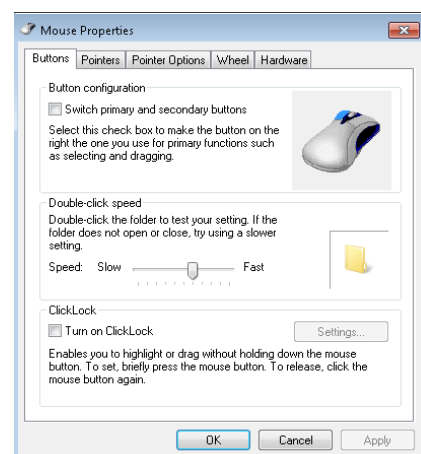 Mouse Properties
Buttons Pointers Pointer Options Wheel Hardware
Button configuration
Switch primary and secondary buttons
Select this check box to make the button on the
right the one you use for primary functions such
as selecting and dragging.
Double-click speed
Double-click the folder to test your setting. If the
folder does not open or close, try using a slower
setting.
Speed: Slow Fast
ClickLock
Turn on ClickLock
Settings...
Enables you to highlight or drag without holding down the mouse
button. To set, briefly press the mouse button. To release, click the
mouse button again.
OK Cancel Apply